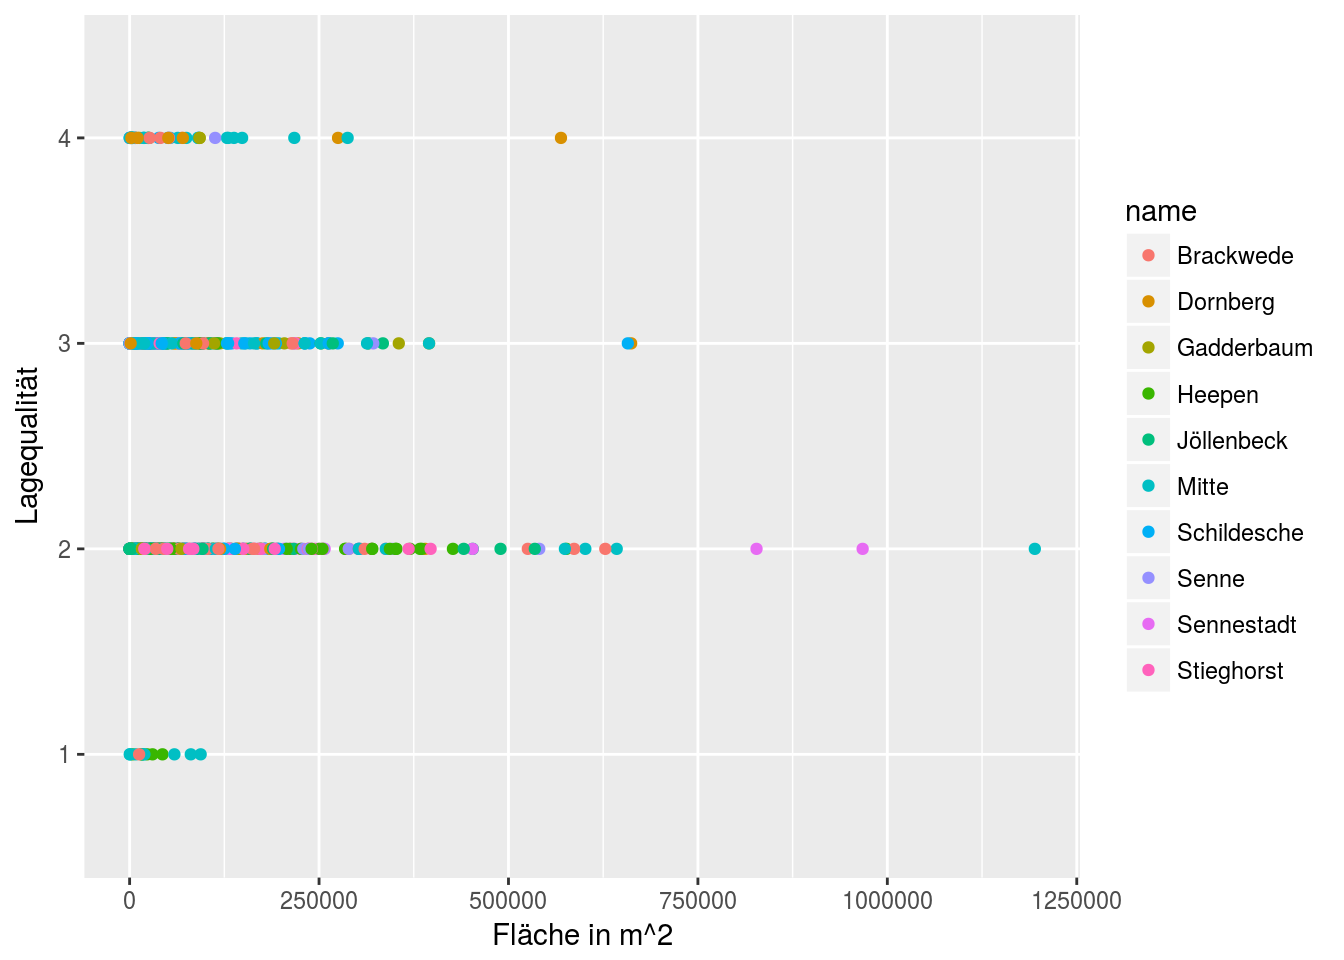 4
3
2
1
Lagequalität
0
250000
500000
750000
1000000
1250000
Fläche in m^2
name
Brackwede
Dornberg
Gadderbaum
Heepen
Jöllenbeck
Mitte
Schildesche
Senne
Sennestadt
Stieghorst